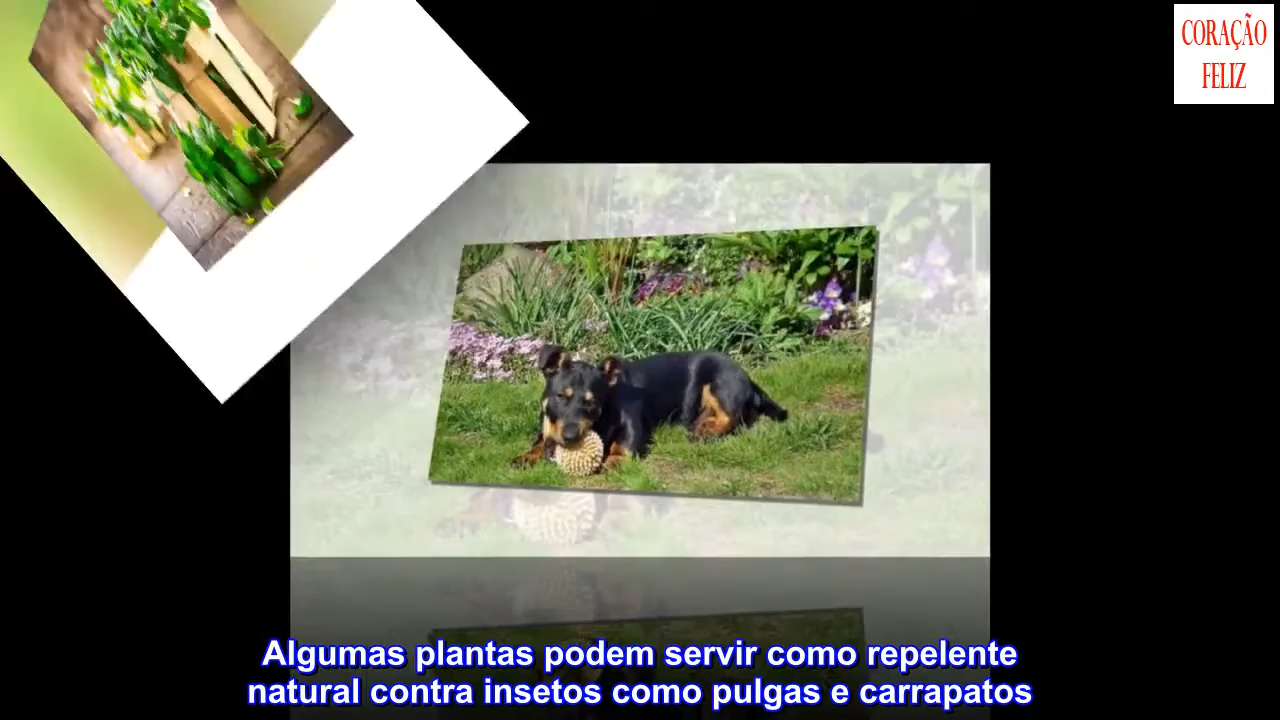 CORAÇÃO
FELIZ
Algumas plantas podem servir como repelente
natural contra insetos como pulgas e carrapatos